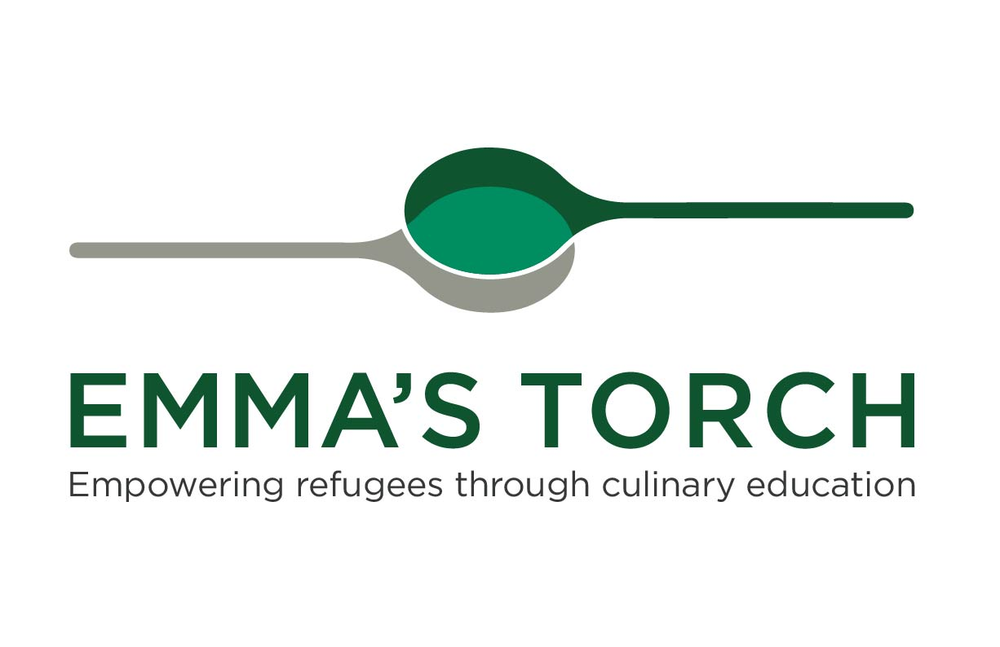 EMMA’S TORCH
Empowering refugees through culinary education